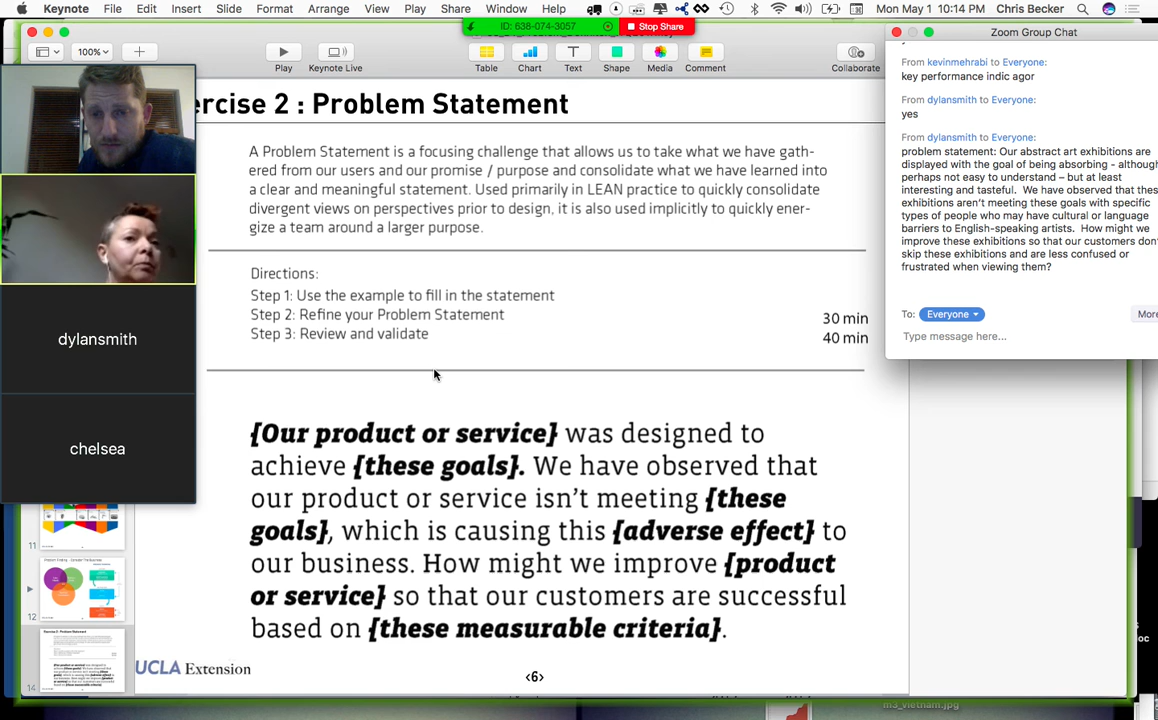 Keynote File Edit Insert Slide Format Arrange View Play Share Window Help Mon May 1 10:14 PM Chris Becker
ID: 638-074-3057 Stop Share
100%
Play Keynote Live Table Chart Text Shape Media Comment Collaborate
rcise 2 : Problem Statement
A Problem Statement is a focusing challenge that allows us to take what we have gath-
ered from our users and our promise / purpose and consolidate what we have learned into
a clear and meaningful statement. Used primarily in LEAN practice to quickly consolidate
divergent views on perspectives prior to design, it is also used implicitly to quickly ener-
gize a team around a larger purpose.
Directions:
Step 1: Use the example to fill in the statement
Step 2: Refine your Problem Statement
Step 3: Review and validate
30 min
40 min
{Our product or service} was designed to
achieve {these goals}. We have observed that
our product or service isn't meeting {these
goals}, which is causing this {adverse effect} to
our business. How might we improve {product
or service} so that our customers are successful
based on {these measurable criteria}.
UCLA Extension
<6>
dylansmith
chelsea
11
12
14
Zoom Group Chat
From kevinmehrabi to Everyone:
key performance indic agor
From dylansmith to Everyone:
yes
From dylansmith to Everyone:
problem statement: Our abstract art exhibitions are
displayed with the goal of being absorbing - although
perhaps not easy to understand – but at least
interesting and tasteful. We have observed that thes
exhibitions aren't meeting these goals with specific
types of people who may have cultural or language
barriers to English-speaking artists. How might we
improve these exhibitions so that our customers don'
skip these exhibitions and are less confused or
frustrated when viewing them?
To: Everyone
More
Type message here...
oc
m3_vietnam.jpg